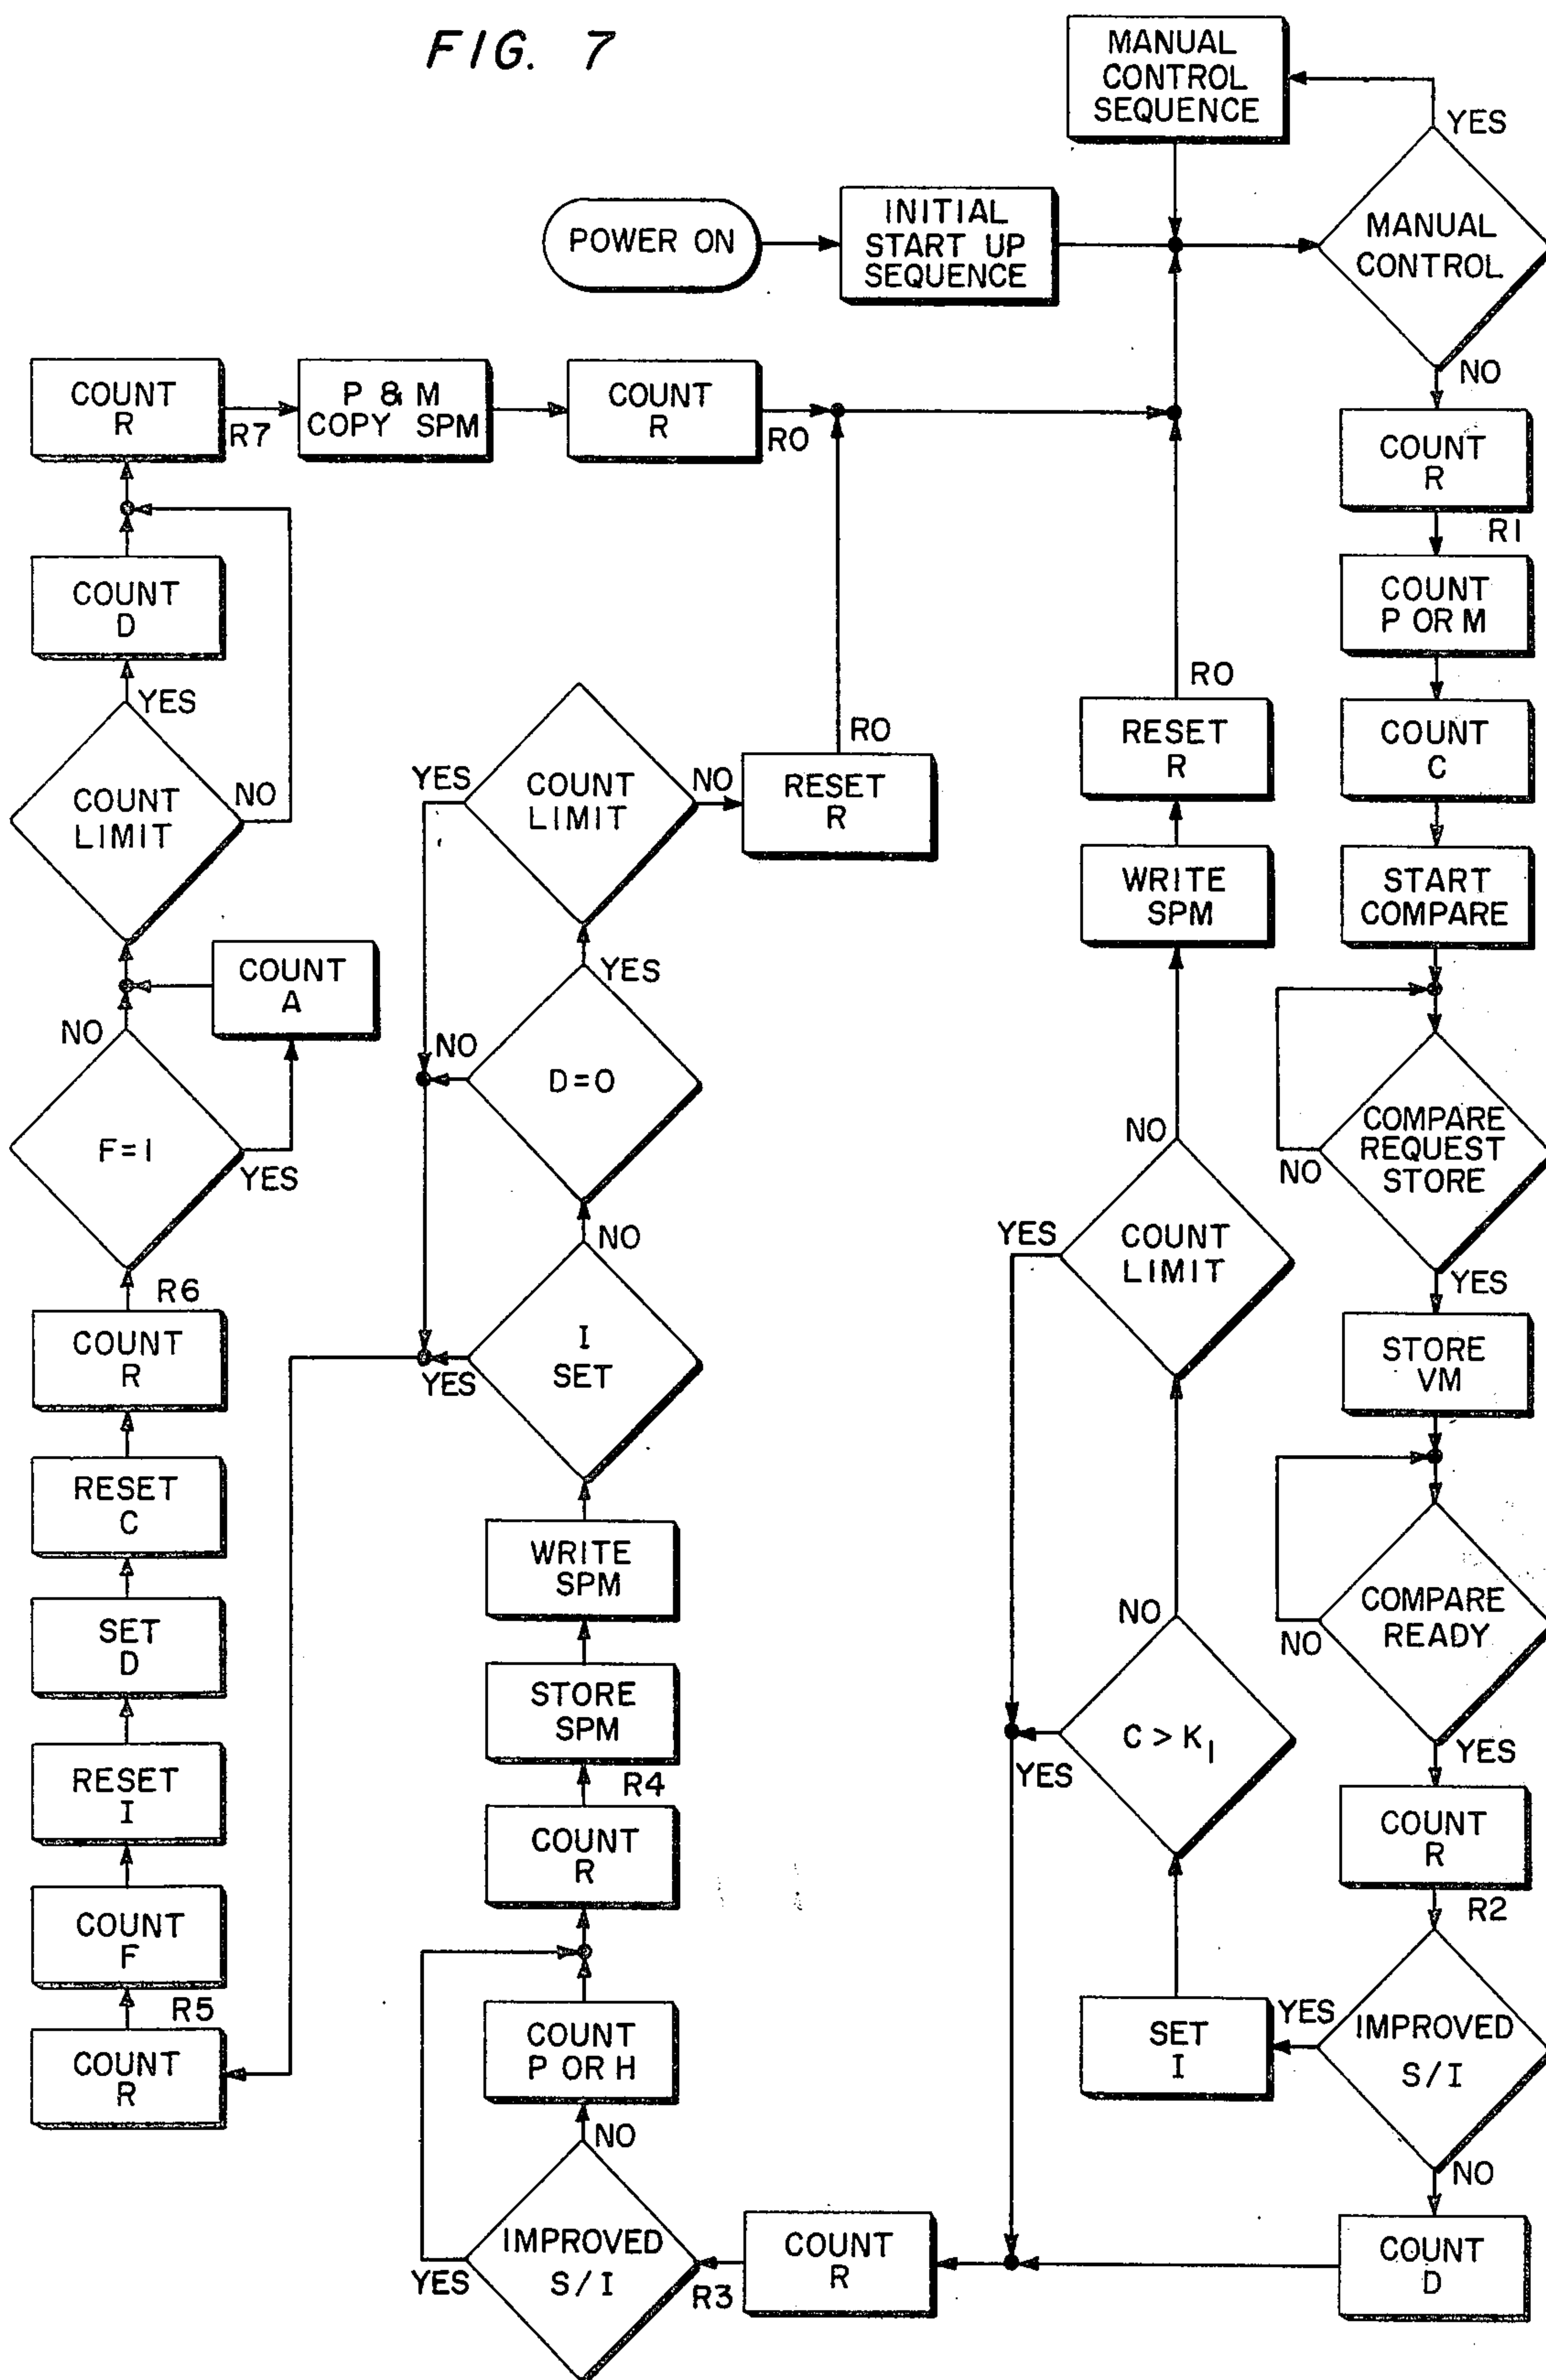 FIG. 7
MANUAL
CONTROL
SEQUENCE
YES
POWER ON
INITIAL
START UP
SEQUENCE
MANUAL
CONTROL
NO
COUNT
R
R7
P & M
COPY SPM
COUNT
R
RO
COUNT
R
R1
COUNT
P OR M
COUNT
C
START
COMPARE
COMPARE
REQUEST
STORE
NO
YES
STORE
VM
COMPARE
READY
NO
YES
COUNT
R
R2
IMPROVED
S/I
YES
NO
COUNT
D
SET
I
C > K1
NO
YES
COUNT
LIMIT
NO
YES
WRITE
SPM
RESET
R
RO
COUNT
R
R3
IMPROVED
S/I
YES
NO
COUNT
P OR H
COUNT
R
R4
STORE
SPM
WRITE
SPM
I
SET
YES
NO
D=0
NO
YES
COUNT
LIMIT
YES
NO
RESET
R
RO
COUNT
R
R5
COUNT
F
RESET
I
SET
D
RESET
C
COUNT
R
R6
F=1
NO
YES
COUNT
A
COUNT
LIMIT
YES
NO
COUNT
D